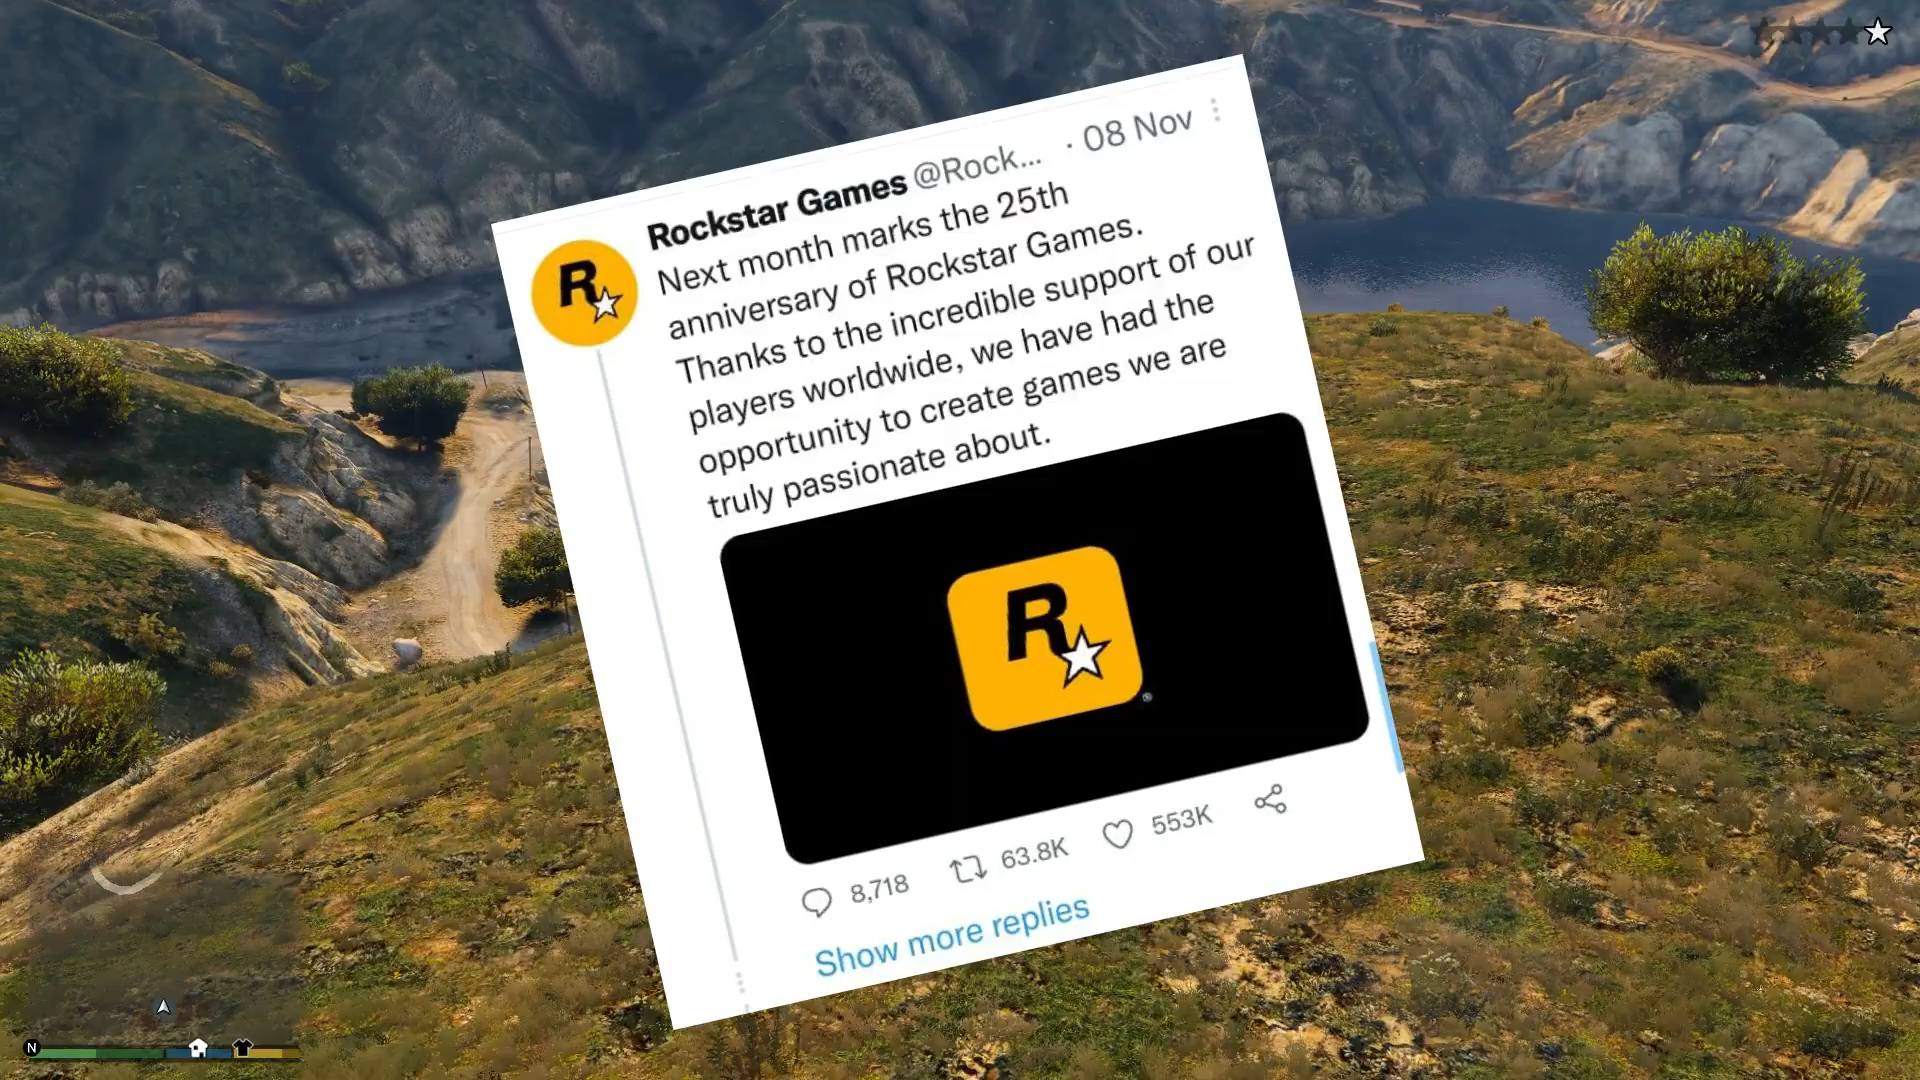 Rockstar Games @Rock... · 08 Nov
Next month marks the 25th
anniversary of Rockstar Games.
Thanks to the incredible support of our
players worldwide, we have had the
opportunity to create games we are
truly passionate about.
R
R
®
8,718 63.8K 553K
Show more replies
N